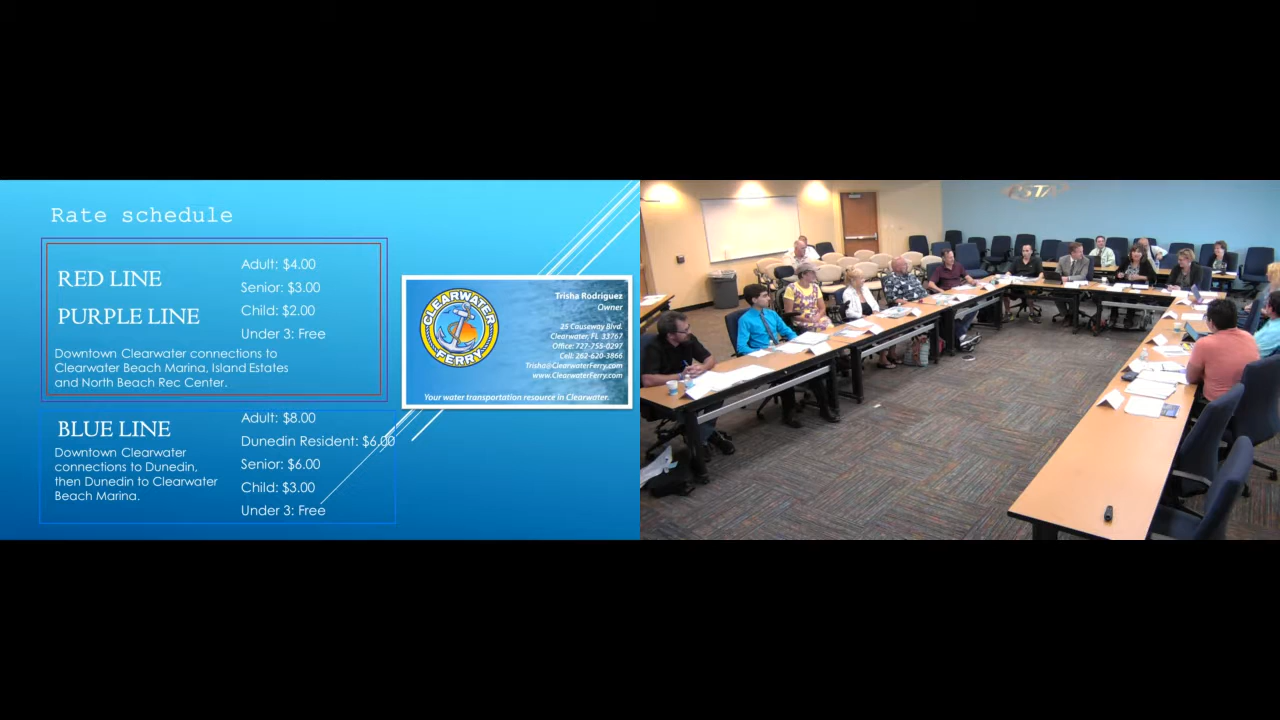 Rate schedule
RED LINE
PURPLE LINE
Adult: $4.00
Senior: $3.00
Child: $2.00
Under 3: Free
Downtown Clearwater connections to
Clearwater Beach Marina, Island Estates
and North Beach Rec Center.
BLUE LINE
Downtown Clearwater
connections to Dunedin,
then Dunedin to Clearwater
Beach Marina.
Adult: $8.00
Dunedin Resident: $6.00
Senior: $6.00
Child: $3.00
Under 3: Free
CLEARWATER
FERRY
Trisha Rodriguez
Owner
25 Causeway Blvd.
Clearwater, FL 33767
Office: 727-755-0297
Cell: 262-620-3866
Trisha@ClearwaterFerry.com
www.ClearwaterFerry.com
Your water transportation resource in Clearwater.
PSTA